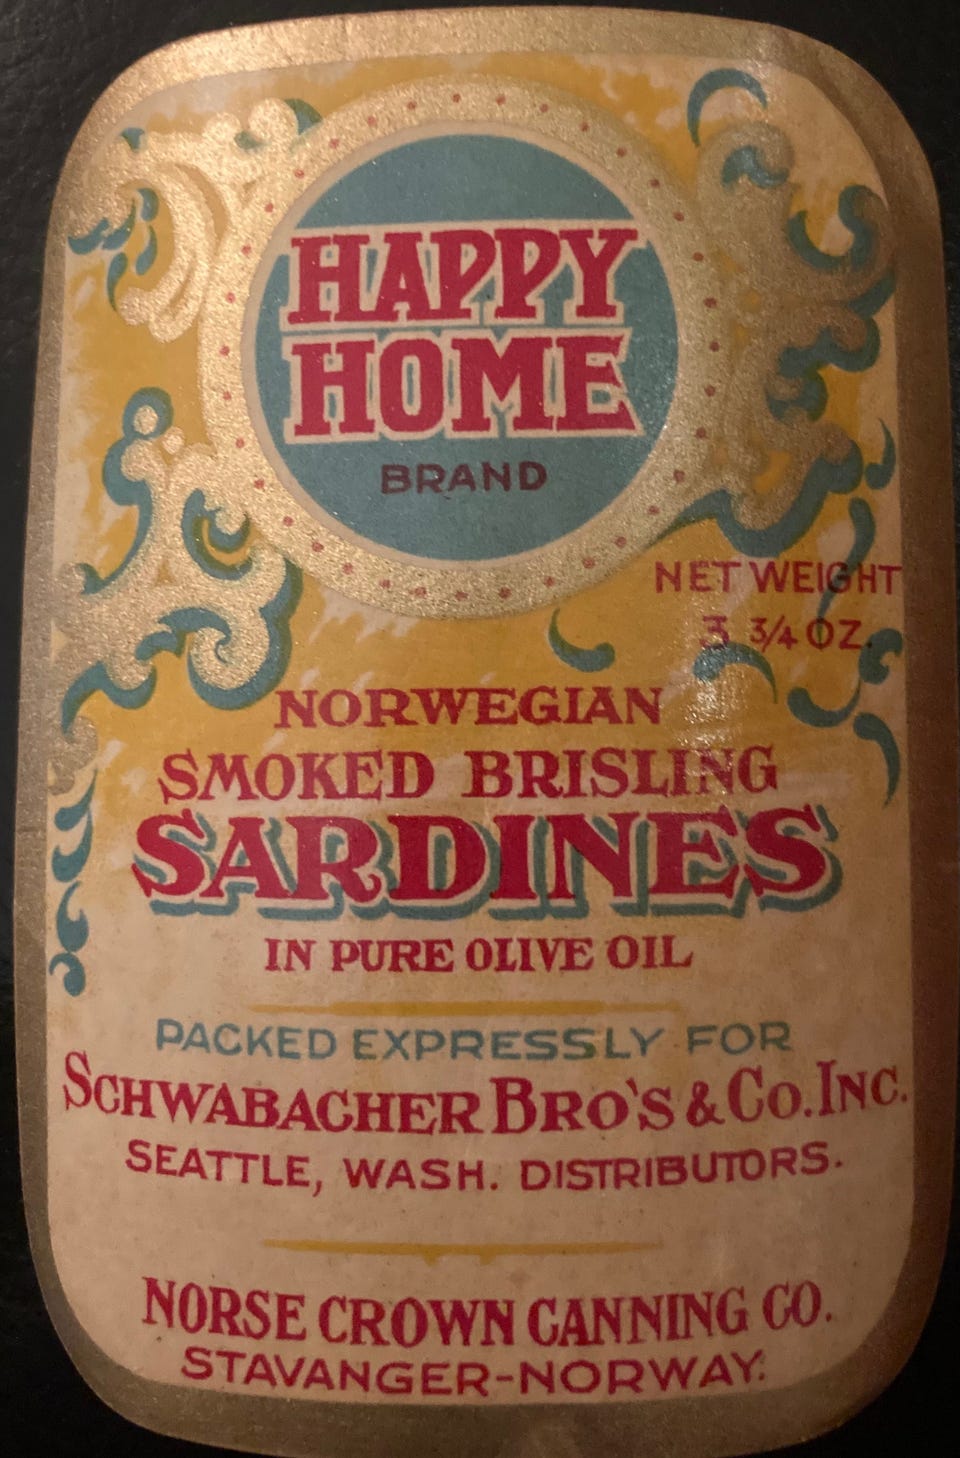 HAPPY
HOME
BRAND
NET WEIGHT
3 3/4 OZ.
NORWEGIAN
SMOKED BRISLING
SARDINES
IN PURE OLIVE OIL
PACKED EXPRESSLY FOR
SCHWABACHER BRO'S & CO. INC.
SEATTLE, WASH. DISTRIBUTORS.
NORSE CROWN CANNING CO.
STAVANGER-NORWAY.